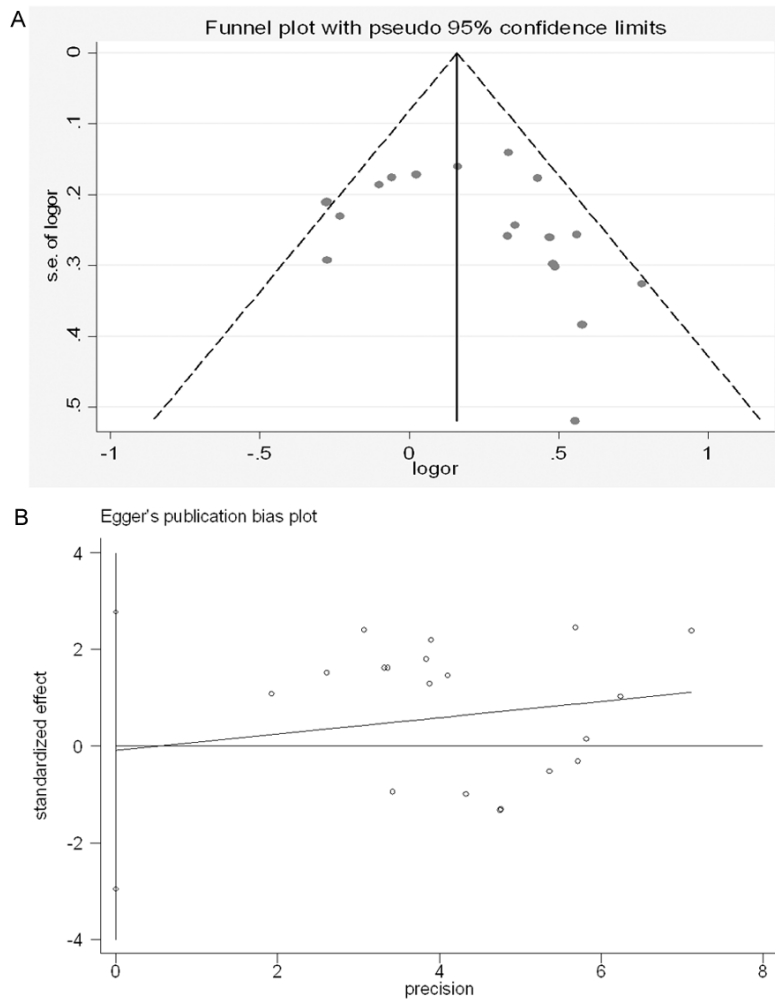 A
Funnel plot with pseudo 95% confidence limits
s.e. of logor
0
.1
.2
.3
.4
.5
-1
-.5
0
.5
1
logor
B
Egger's publication bias plot
standardized effect
4
2
0
-2
-4
0
2
4
6
8
precision